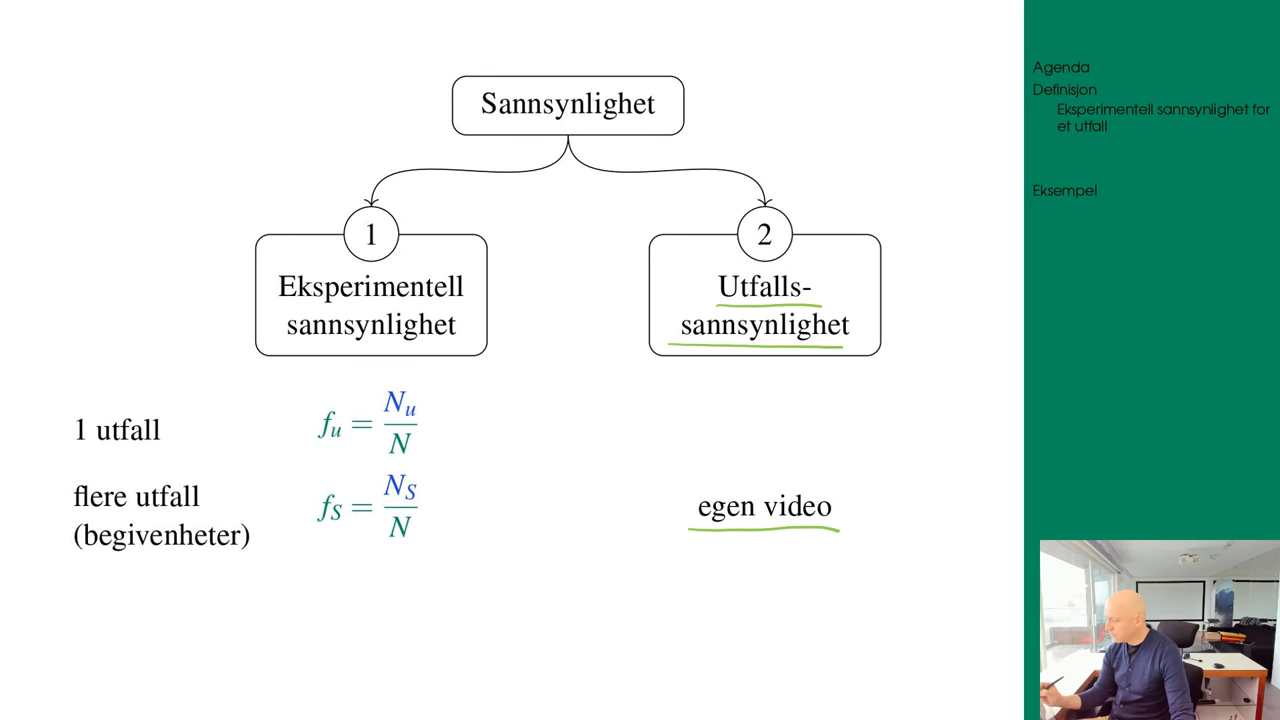 Sannsynlighet
1
Eksperimentell
sannsynlighet
2
Utfalls-
sannsynlighet
1 utfall
f_u = N_u / N
flere utfall
(begivenheter)
f_S = N_S / N
egen video
Agenda
Definisjon
Eksperimentell sannsynlighet for
et utfall
Eksempel